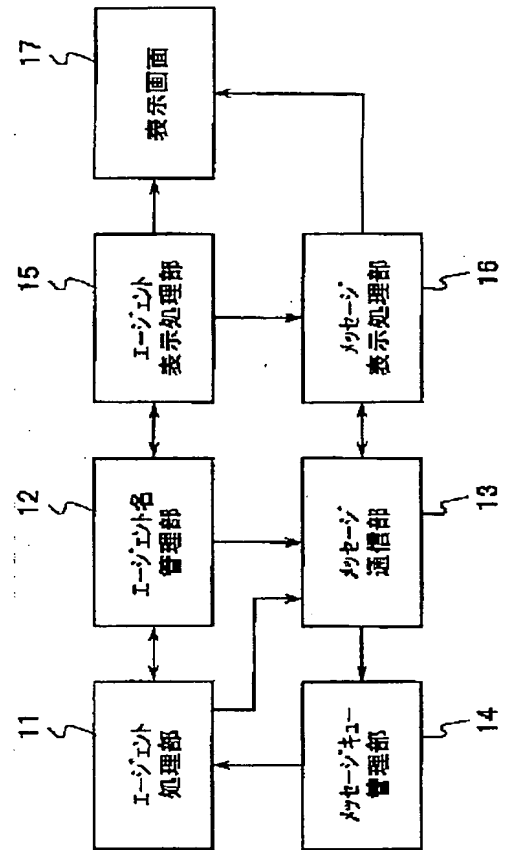 11
エージェント
処理部
12
エージェント名
管理部
15
エージェント
表示処理部
17
表示画面
メッセージキュー
管理部
14
メッセージ
通信部
13
メッセージ
表示処理部
16